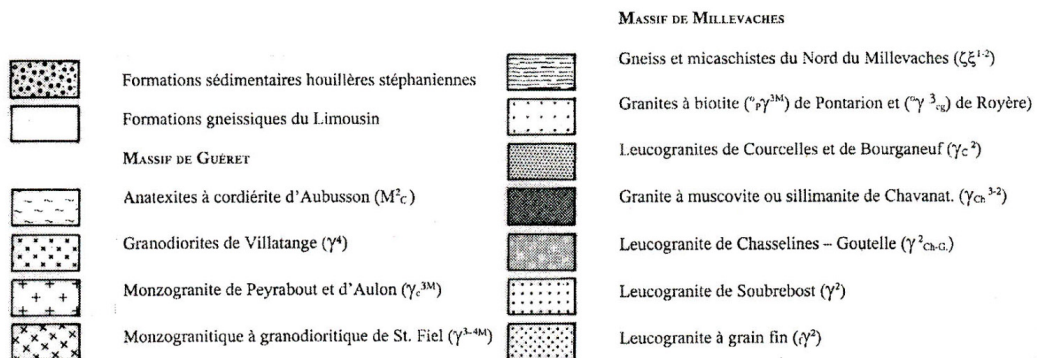 Formations sédimentaires houillères stéphaniennes
Formations gneissiques du Limousin
MASSIF DE GUÉRET
Anatexites à cordiérite d'Aubusson (M²c)
Granodiorites de Villatange (γ⁴)
Monzogranite de Peyrabout et d'Aulon (γc³ᴹ)
Monzogranitique à granodioritique de St. Fiel (γ³⁻⁴ᴹ)
MASSIF DE MILLEVACHES
Gneiss et micaschistes du Nord du Millevaches (ζξ¹⁻²)
Granites à biotite (ᵒₚγ³ᴹ) de Pontarion et (ᵒγ ³cg) de Royère)
Leucogranites de Courcelles et de Bourganeuf (γc ²)
Granite à muscovite ou sillimanite de Chavanat. (γCh ³⁻²)
Leucogranite de Chasselines – Goutelle (γ ²Ch-G.)
Leucogranite de Soubrebost (γ²)
Leucogranite à grain fin (fγ²)